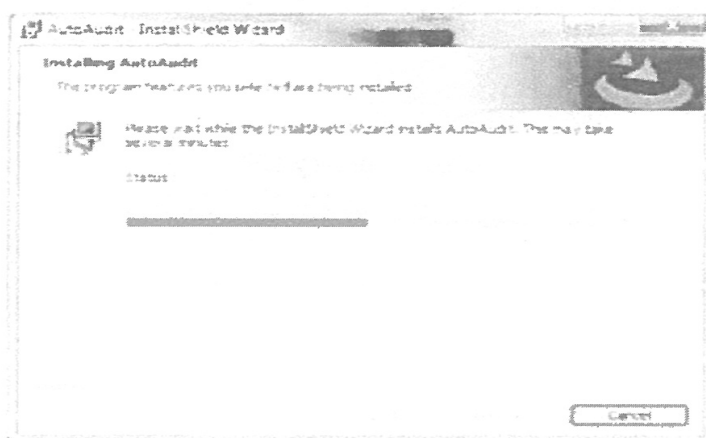 AutoAudit - InstallShield Wizard
Installing AutoAudit
The program features you selected are being installed.
Please wait while the InstallShield Wizard installs AutoAudit. This may take
several minutes.
Status:
Cancel